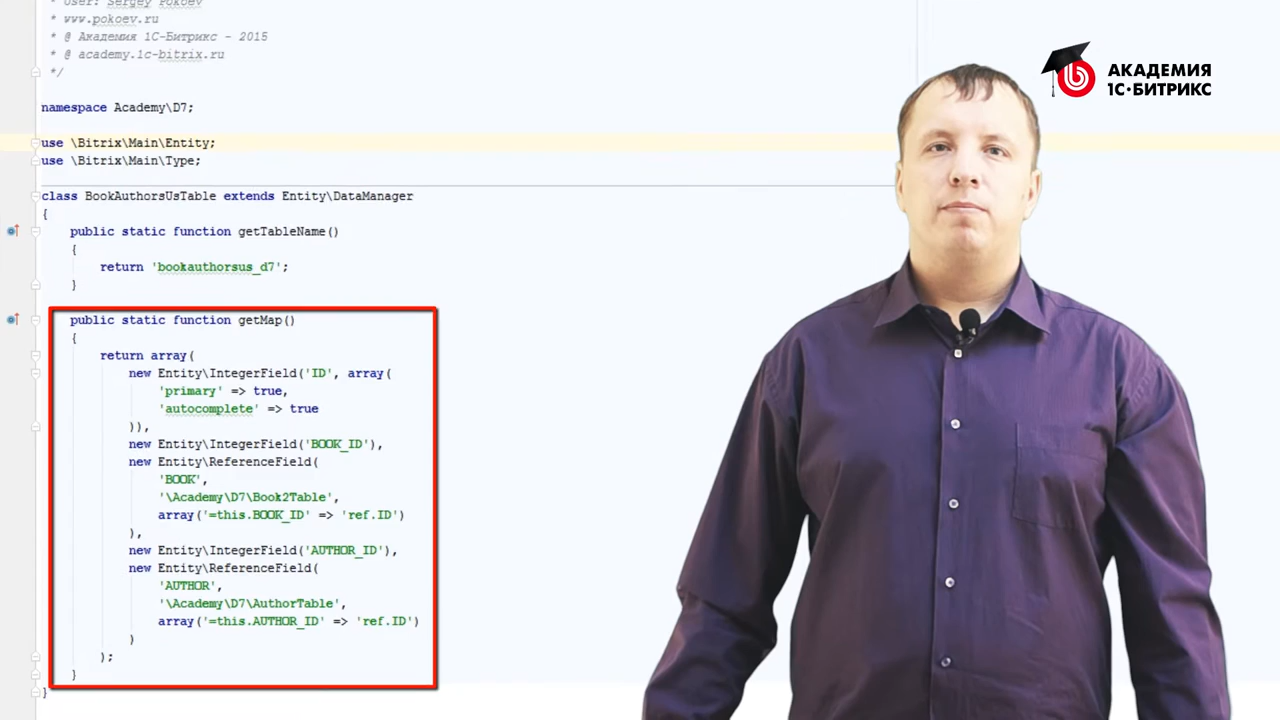 * User: Sergey Pokoev
* www.pokoev.ru
* @ Академия 1С-Битрикс - 2015
* @ academy.1c-bitrix.ru
*/
namespace Academy\D7;
use \Bitrix\Main\Entity;
use \Bitrix\Main\Type;
class BookAuthorsUsTable extends Entity\DataManager
{
public static function getTableName()
{
return 'bookauthorsus_d7';
}
public static function getMap()
{
return array(
new Entity\IntegerField('ID', array(
'primary' => true,
'autocomplete' => true
)),
new Entity\IntegerField('BOOK_ID'),
new Entity\ReferenceField(
'BOOK',
'\Academy\D7\Book2Table',
array('=this.BOOK_ID' => 'ref.ID')
),
new Entity\IntegerField('AUTHOR_ID'),
new Entity\ReferenceField(
'AUTHOR',
'\Academy\D7\AuthorTable',
array('=this.AUTHOR_ID' => 'ref.ID')
)
);
}
}
АКАДЕМИЯ
1С·БИТРИКС